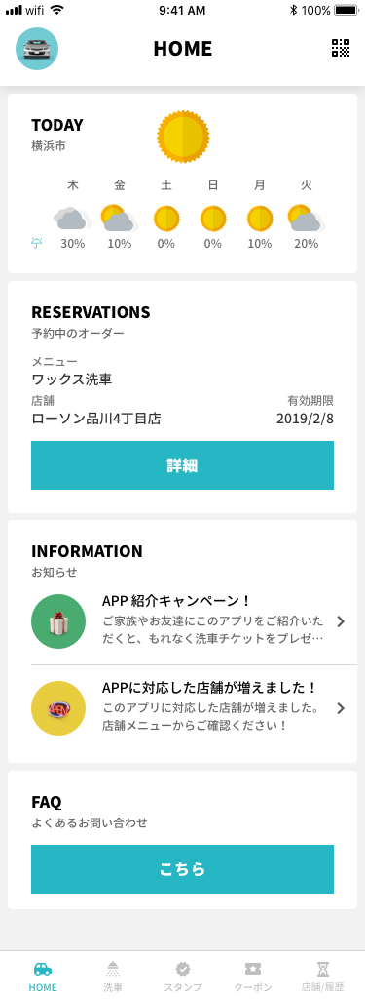 wifi 9:41 AM 100%
HOME
TODAY
横浜市
木 金 土 日 月 火
30% 10% 0% 0% 10% 20%
RESERVATIONS
予約中のオーダー
メニュー
ワックス洗車
店舗 有効期限
ローソン品川4丁目店 2019/2/8
詳細
INFORMATION
お知らせ
APP 紹介キャンペーン！
ご家族やお友達にこのアプリをご紹介いた
だくと、もれなく洗車チケットをプレゼ…
APPに対応した店舗が増えました！
このアプリに対応した店舗が増えました。
店舗メニューからご確認ください！
OPEN
FAQ
よくあるお問い合わせ
こちら
HOME 洗車 スタンプ クーポン 店舗/履歴